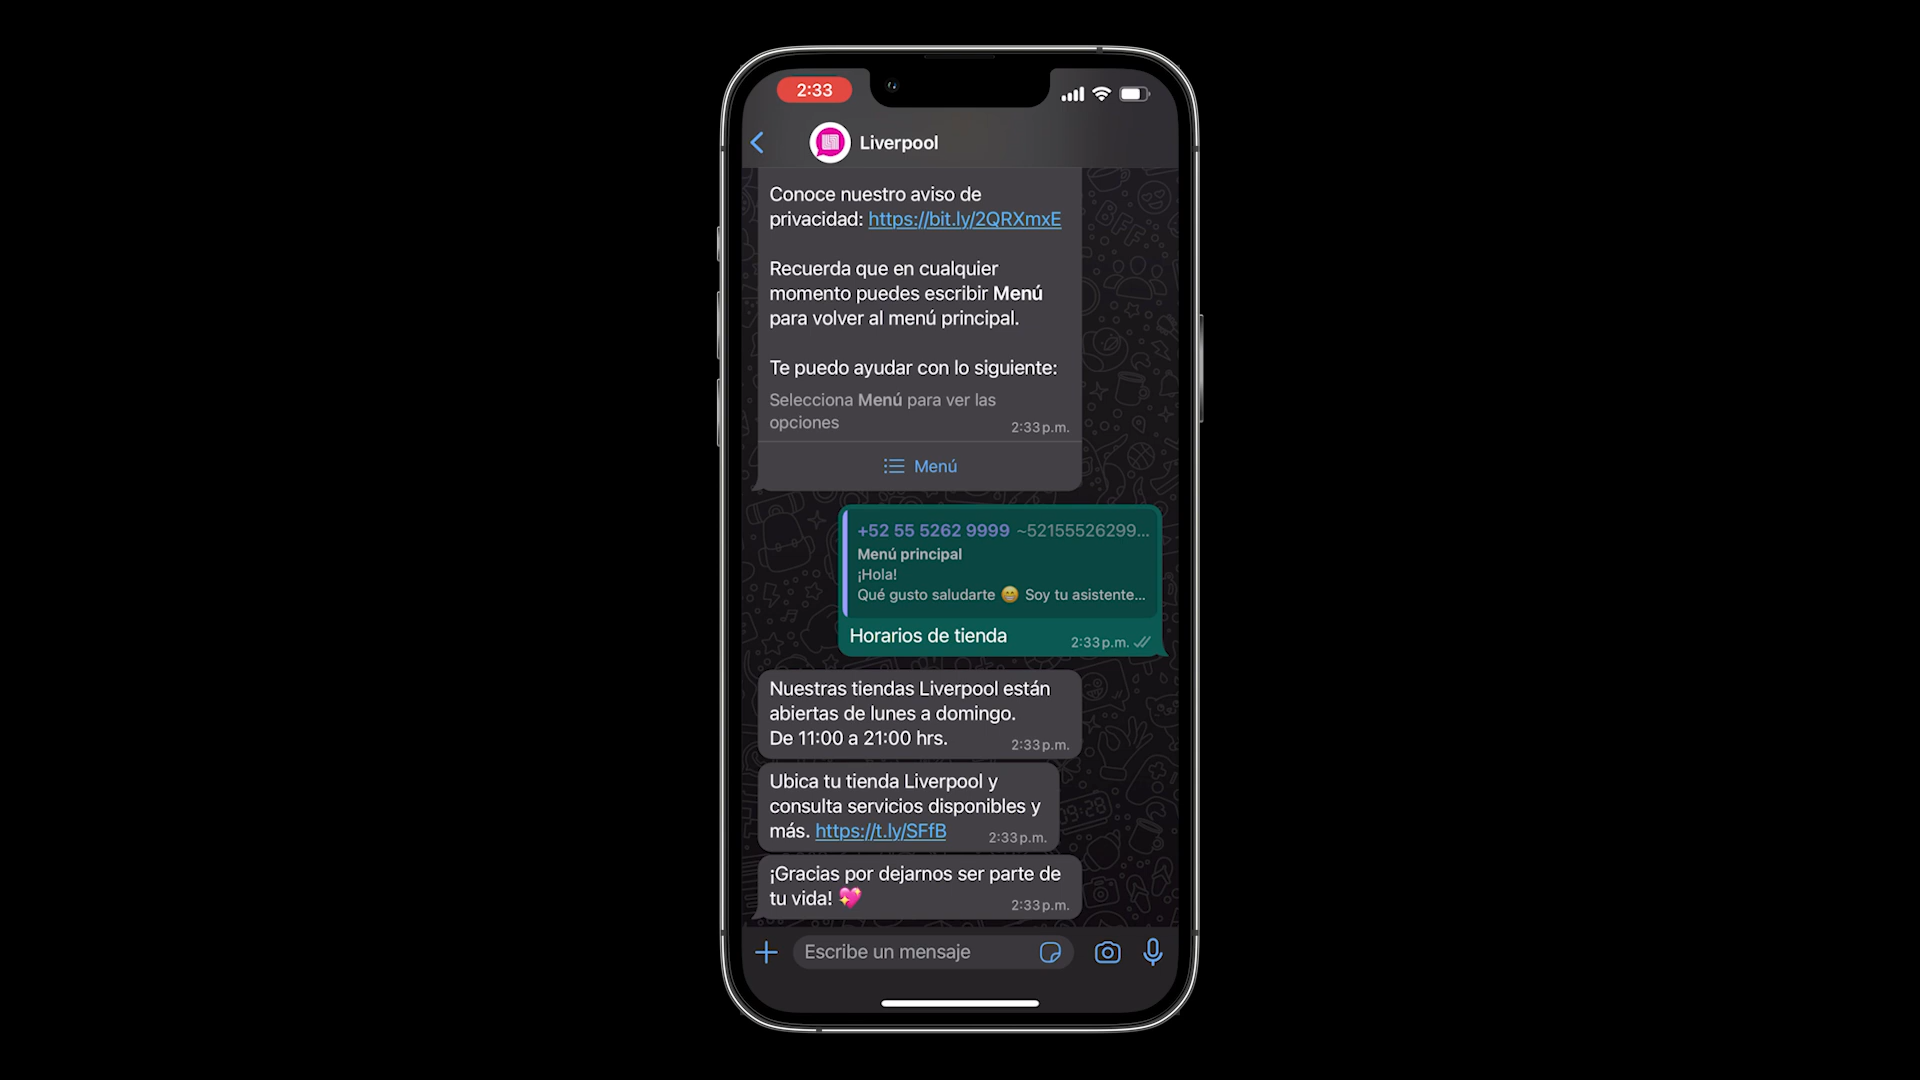 2:33
Liverpool
Conoce nuestro aviso de
privacidad: https://bit.ly/2QRXmxE
Recuerda que en cualquier
momento puedes escribir Menú
para volver al menú principal.
Te puedo ayudar con lo siguiente:
Selecciona Menú para ver las
opciones
2:33 p.m.
Menú
+52 55 5262 9999 ~52155526299...
Menú principal
¡Hola!
Qué gusto saludarte 😁 Soy tu asistente...
Horarios de tienda
2:33 p.m.
Nuestras tiendas Liverpool están
abiertas de lunes a domingo.
De 11:00 a 21:00 hrs.
2:33 p.m.
Ubica tu tienda Liverpool y
consulta servicios disponibles y
más. https://t.ly/SFfB
2:33 p.m.
¡Gracias por dejarnos ser parte de
tu vida! 💖
2:33 p.m.
Escribe un mensaje